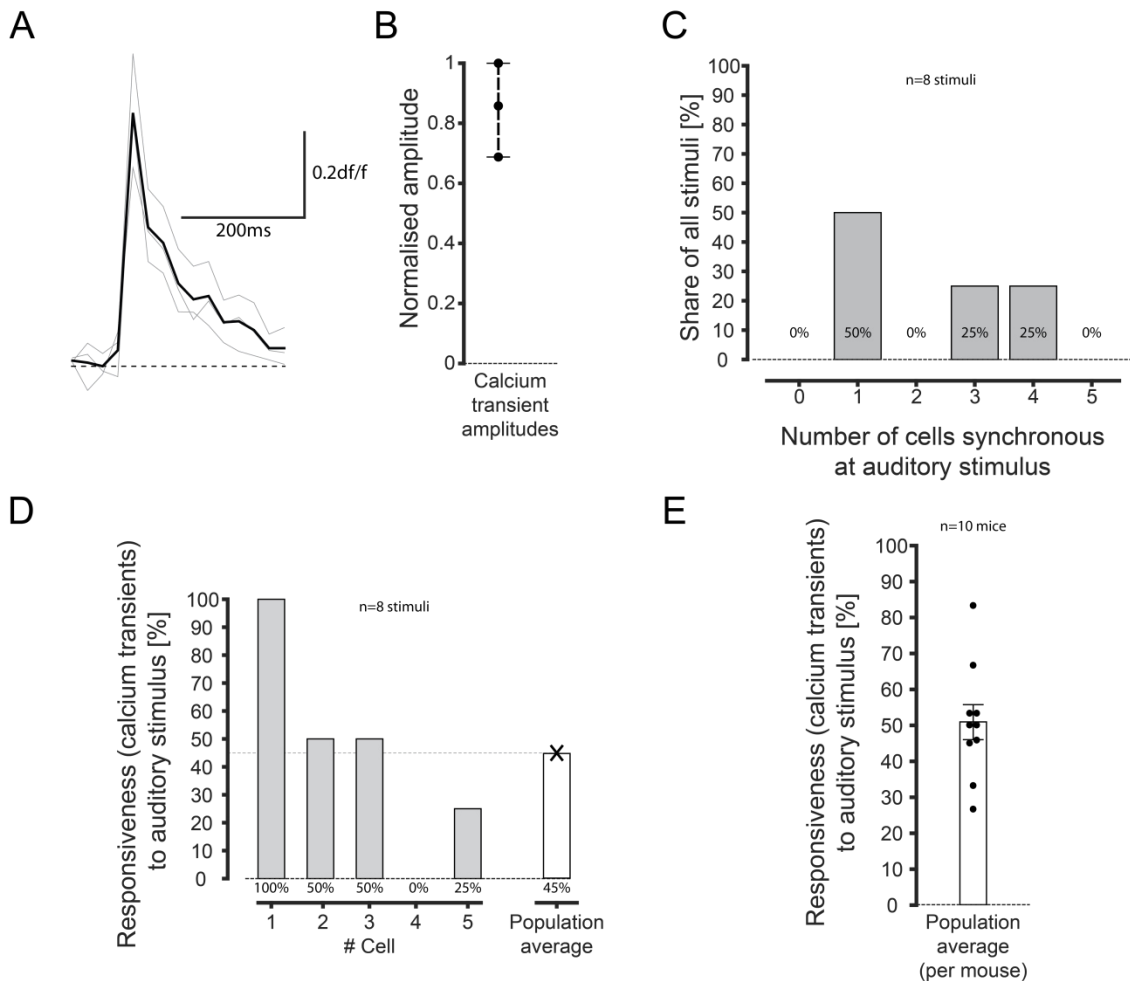 A
0.2df/f
200ms
B
Normalised amplitude
1
0.8
0.6
0.4
0.2
0
Calcium
transient
amplitudes
C
Share of all stimuli [%]
n=8 stimuli
100
90
80
70
60
50
40
30
20
10
0
0% 50% 0% 25% 25% 0%
0 1 2 3 4 5
Number of cells synchronous
at auditory stimulus
D
Responsiveness (calcium transients)
to auditory stimulus [%]
n=8 stimuli
100
90
80
70
60
50
40
30
20
10
0
100% 50% 50% 0% 25% 45%
1 2 3 4 5
# Cell
Population
average
E
Responsiveness (calcium transients)
to auditory stimulus [%]
n=10 mice
100
90
80
70
60
50
40
30
20
10
0
Population
average
(per mouse)